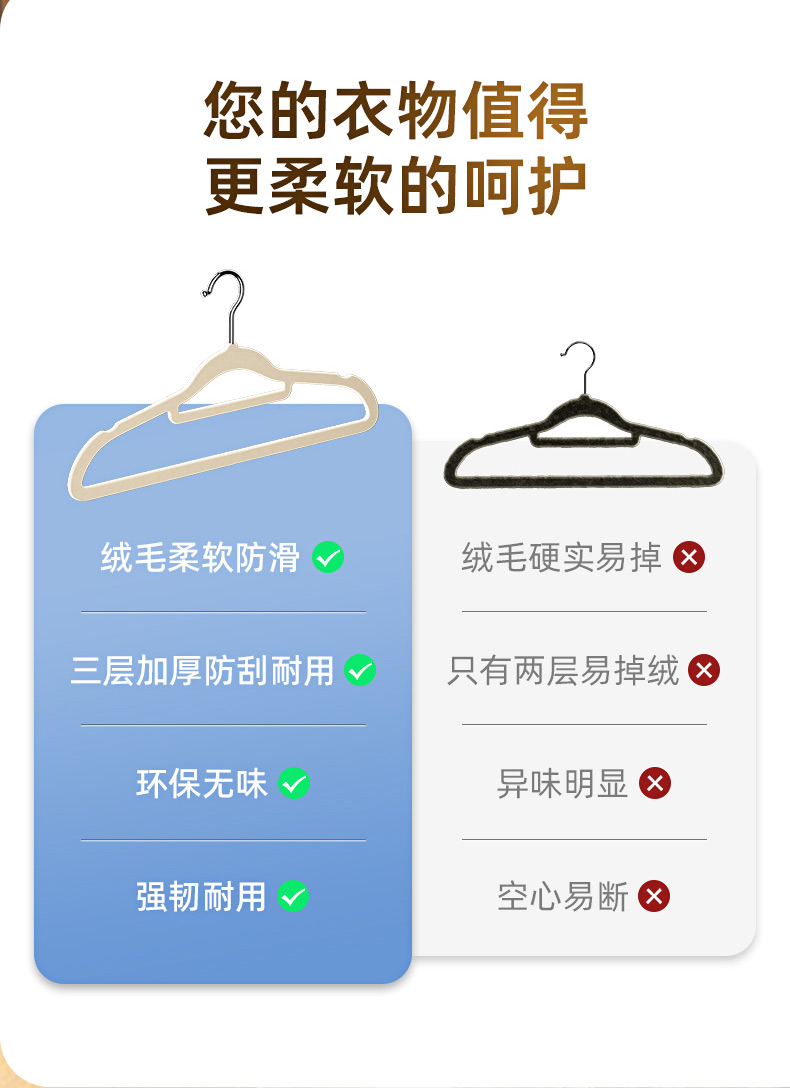 您的衣物值得
更柔软的呵护
绒毛柔软防滑
绒毛硬实易掉
三层加厚防刮耐用
只有两层易掉绒
环保无味
异味明显
强韧耐用
空心易断